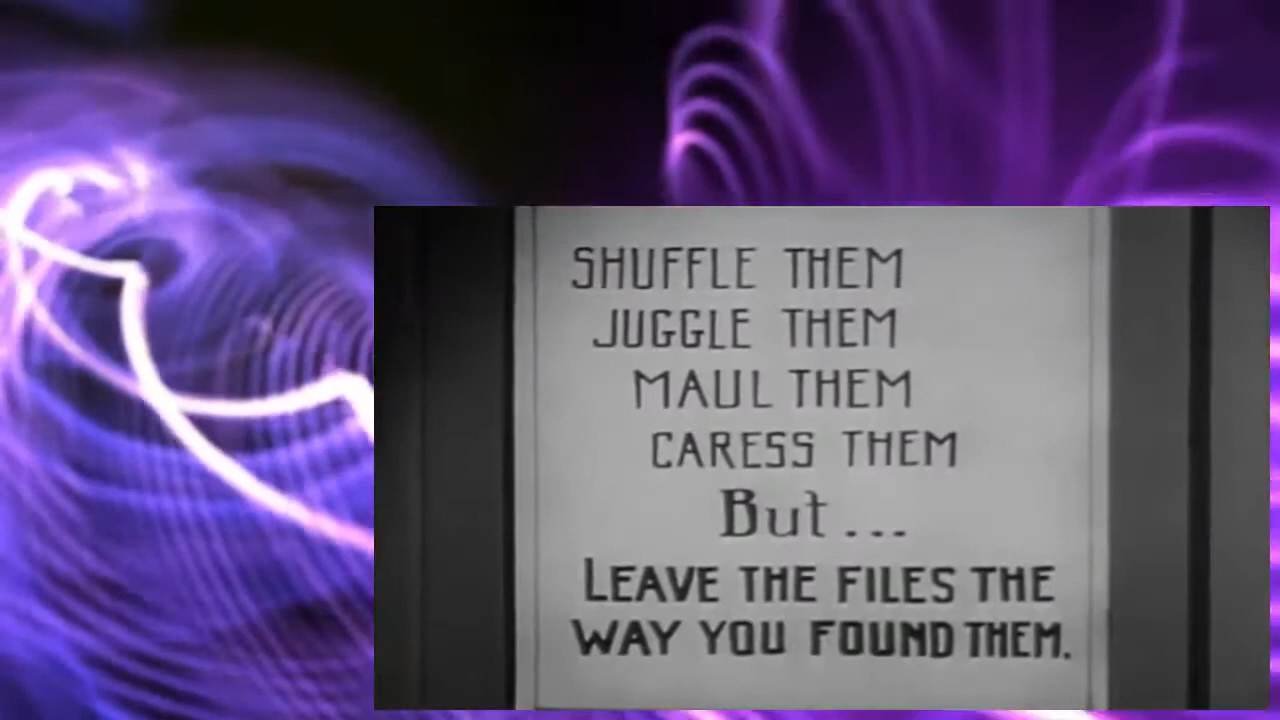 SHUFFLE THEM
JUGGLE THEM
MAUL THEM
CARESS THEM
But...
LEAVE THE FILES THE
WAY YOU FOUND THEM.